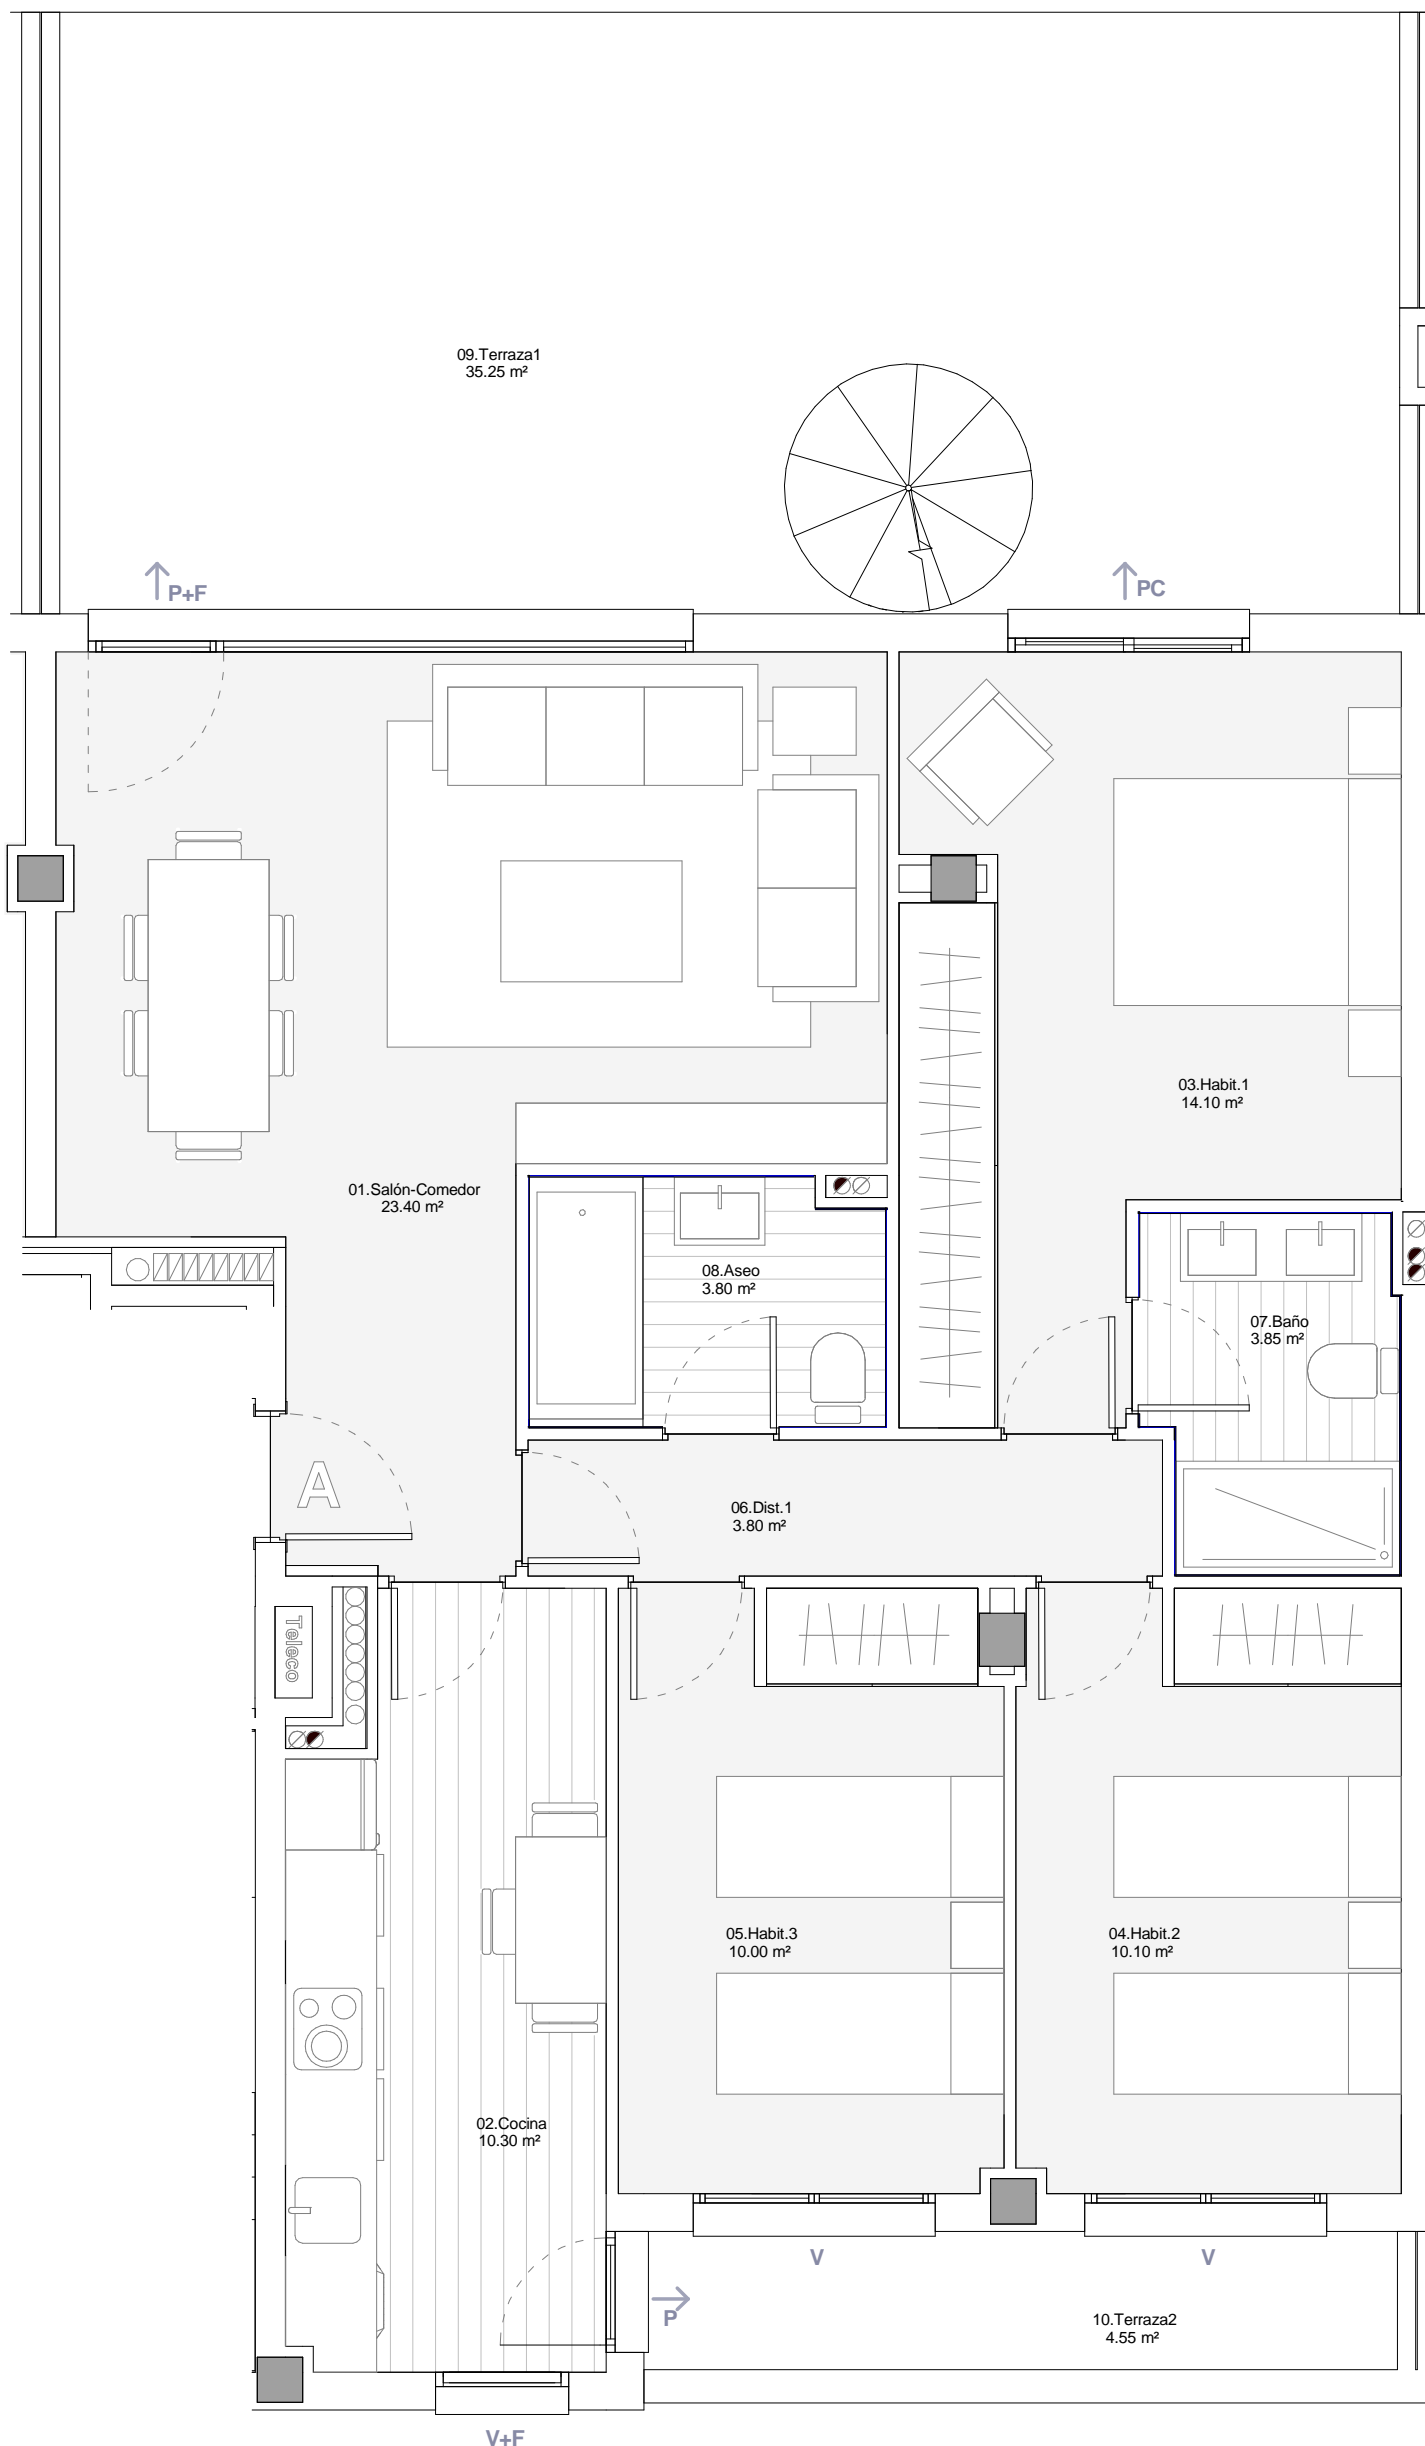 09.Terraza1
35.25 m²
P+F
PC
03.Habit.1
14.10 m²
01.Salón-Comedor
23.40 m²
08.Aseo
3.80 m²
07.Baño
3.85 m²
A
06.Dist.1
3.80 m²
Teleco
05.Habit.3
10.00 m²
04.Habit.2
10.10 m²
02.Cocina
10.30 m²
V
V
P
10.Terraza2
4.55 m²
V+F